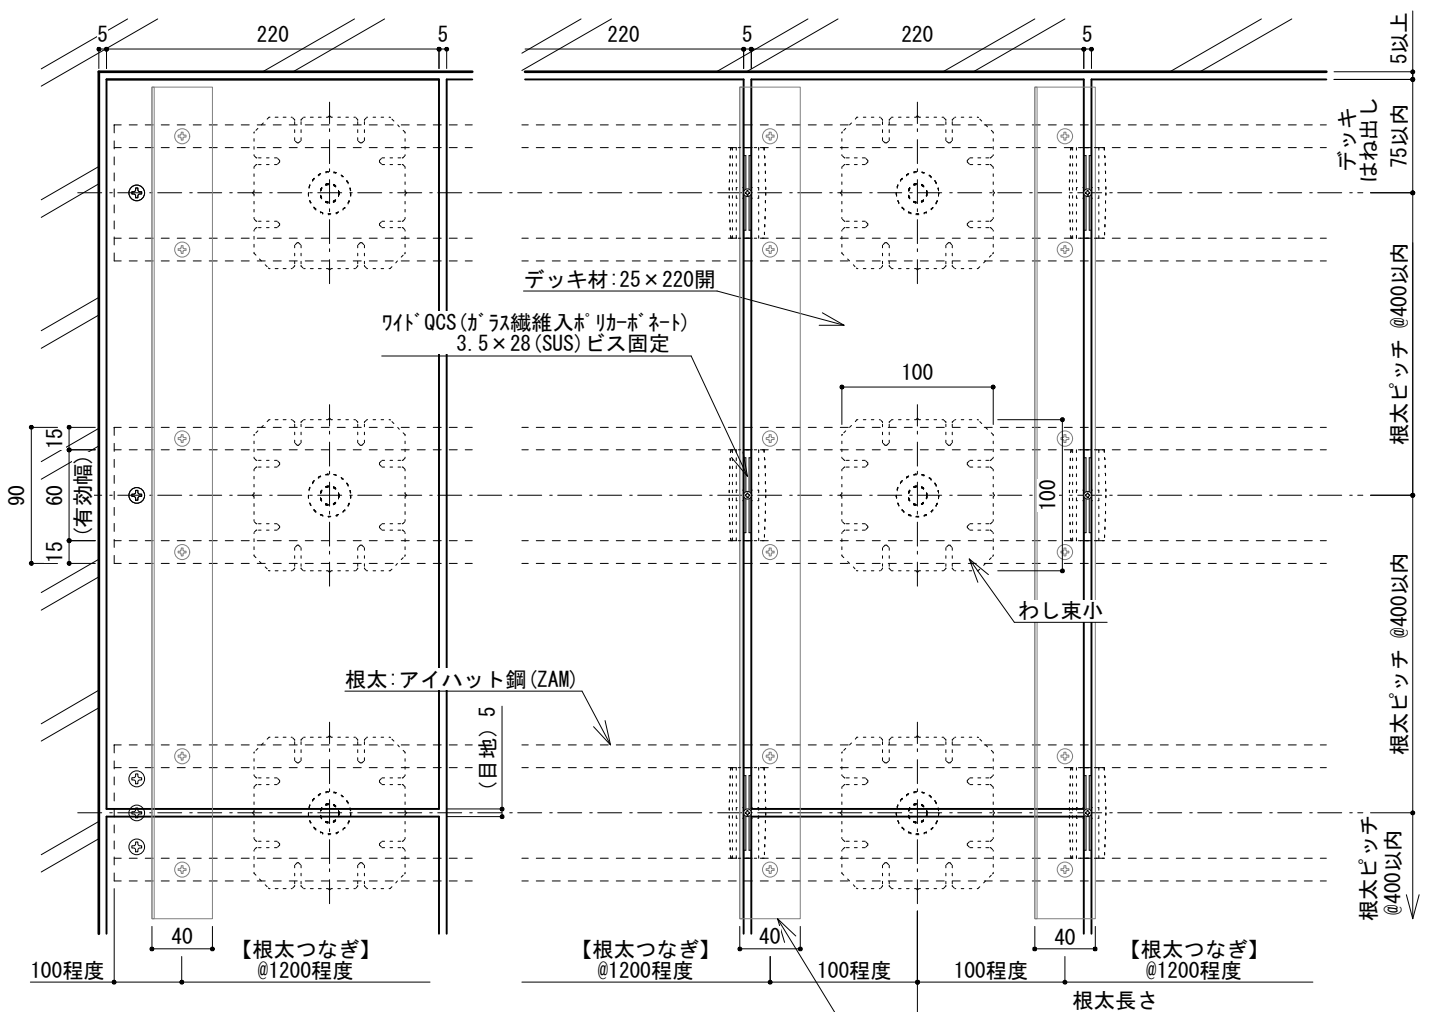 5
220
5
220
5
220
5
5以上
デッキ
はね出し
75以内
デッキ材:25×220開
ワイドQCS(ガラス繊維入ポリカーボネート)
3.5×28(SUS)ビス固定
根太ピッチ @400以内
100
100
15
60
(有効幅)
15
90
わし束小
根太:アイハット鋼(ZAM)
(目地) 5
根太ピッチ @400以内
根太ピッチ
@400以内
40
【根太つなぎ】
100程度
@1200程度
【根太つなぎ】
@1200程度
40
100程度
100程度
40
【根太つなぎ】
@1200程度
根太長さ